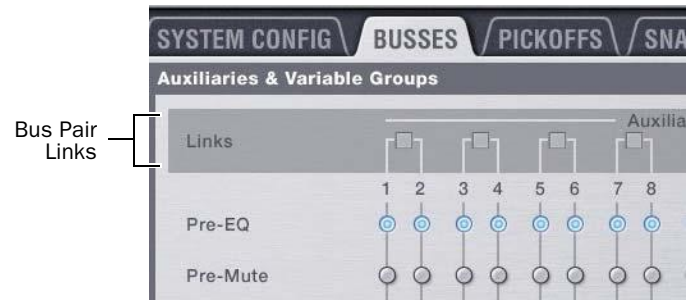 SYSTEM CONFIG BUSSES PICKOFFS
Auxiliaries & Variable Groups
Bus Pair
Links
Links
1 2 3 4 5 6 7 8
Pre-EQ
Pre-Mute